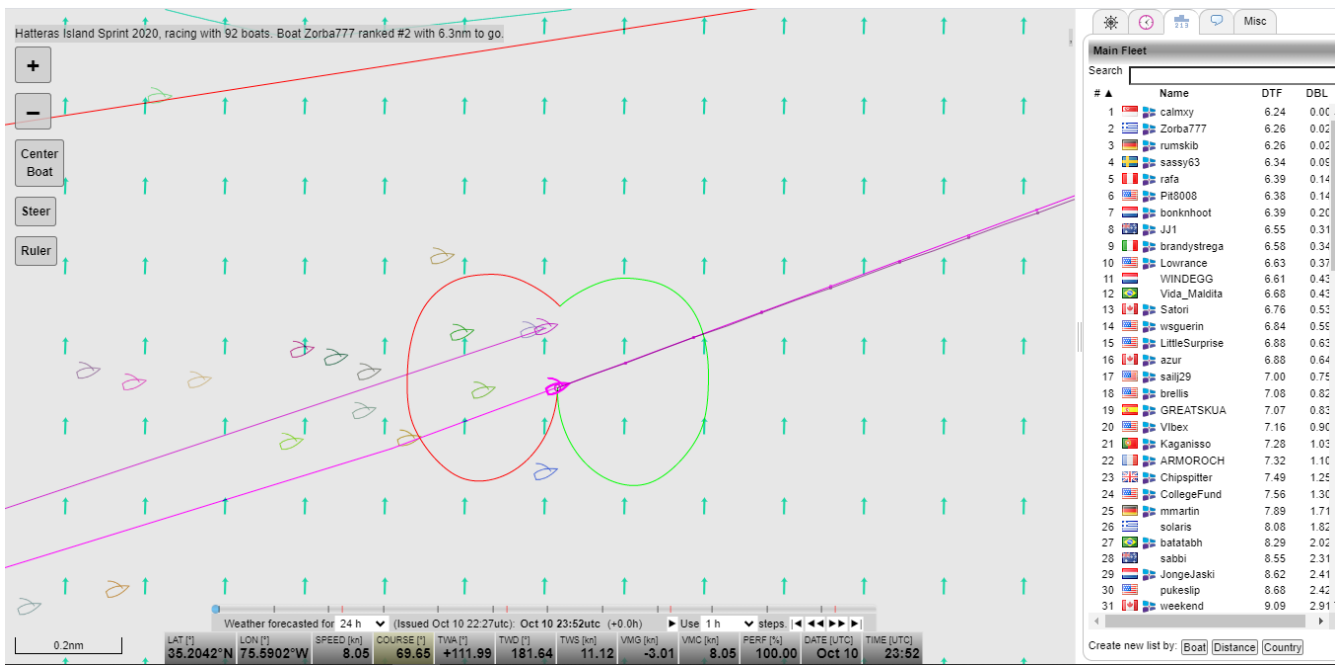 Hatteras Island Sprint 2020, racing with 92 boats. Boat Zorba777 ranked #2 with 6.3nm to go.
+
−
Center Boat
Steer
Ruler
0.2nm
Weather forecasted for 24 h (Issued Oct 10 22:27utc): Oct 10 23:52utc (+0.0h) Use 1 h steps.
LAT [°] LON [°] SPEED [kn] COURSE [°] TWA [°] TWD [°] TWS [kn] VMG [kn] VMC [kn] PERF [%] DATE [UTC] TIME [UTC]
35.2042°N 75.5902°W 8.05 69.65 +111.99 181.64 11.12 -3.01 8.05 100.00 Oct 10 23:52
Misc
Main Fleet
Search
# ▲ Name DTF DBL
1 calmxy 6.24 0.00
2 Zorba777 6.26 0.02
3 rumskib 6.26 0.02
4 sassy63 6.34 0.09
5 rafa 6.39 0.14
6 Pit8008 6.38 0.14
7 bonknhoot 6.39 0.20
8 JJ1 6.55 0.31
9 brandystrega 6.58 0.34
10 Lowrance 6.63 0.37
11 WINDEGG 6.61 0.43
12 Vida_Maldita 6.68 0.43
13 Satori 6.76 0.53
14 wsguerin 6.84 0.59
15 LittleSurprise 6.88 0.63
16 azur 6.88 0.64
17 sailj29 7.00 0.75
18 brellis 7.08 0.82
19 GREATSKUA 7.07 0.83
20 VIbex 7.16 0.90
21 Kaganisso 7.28 1.03
22 ARMOROCH 7.32 1.10
23 Chipspitter 7.49 1.25
24 CollegeFund 7.56 1.30
25 mmartin 7.89 1.71
26 solaris 8.08 1.82
27 batatabh 8.29 2.02
28 sabbi 8.55 2.31
29 JongeJaski 8.62 2.41
30 pukeslip 8.68 2.42
31 weekend 9.09 2.91
Create new list by: Boat Distance Country